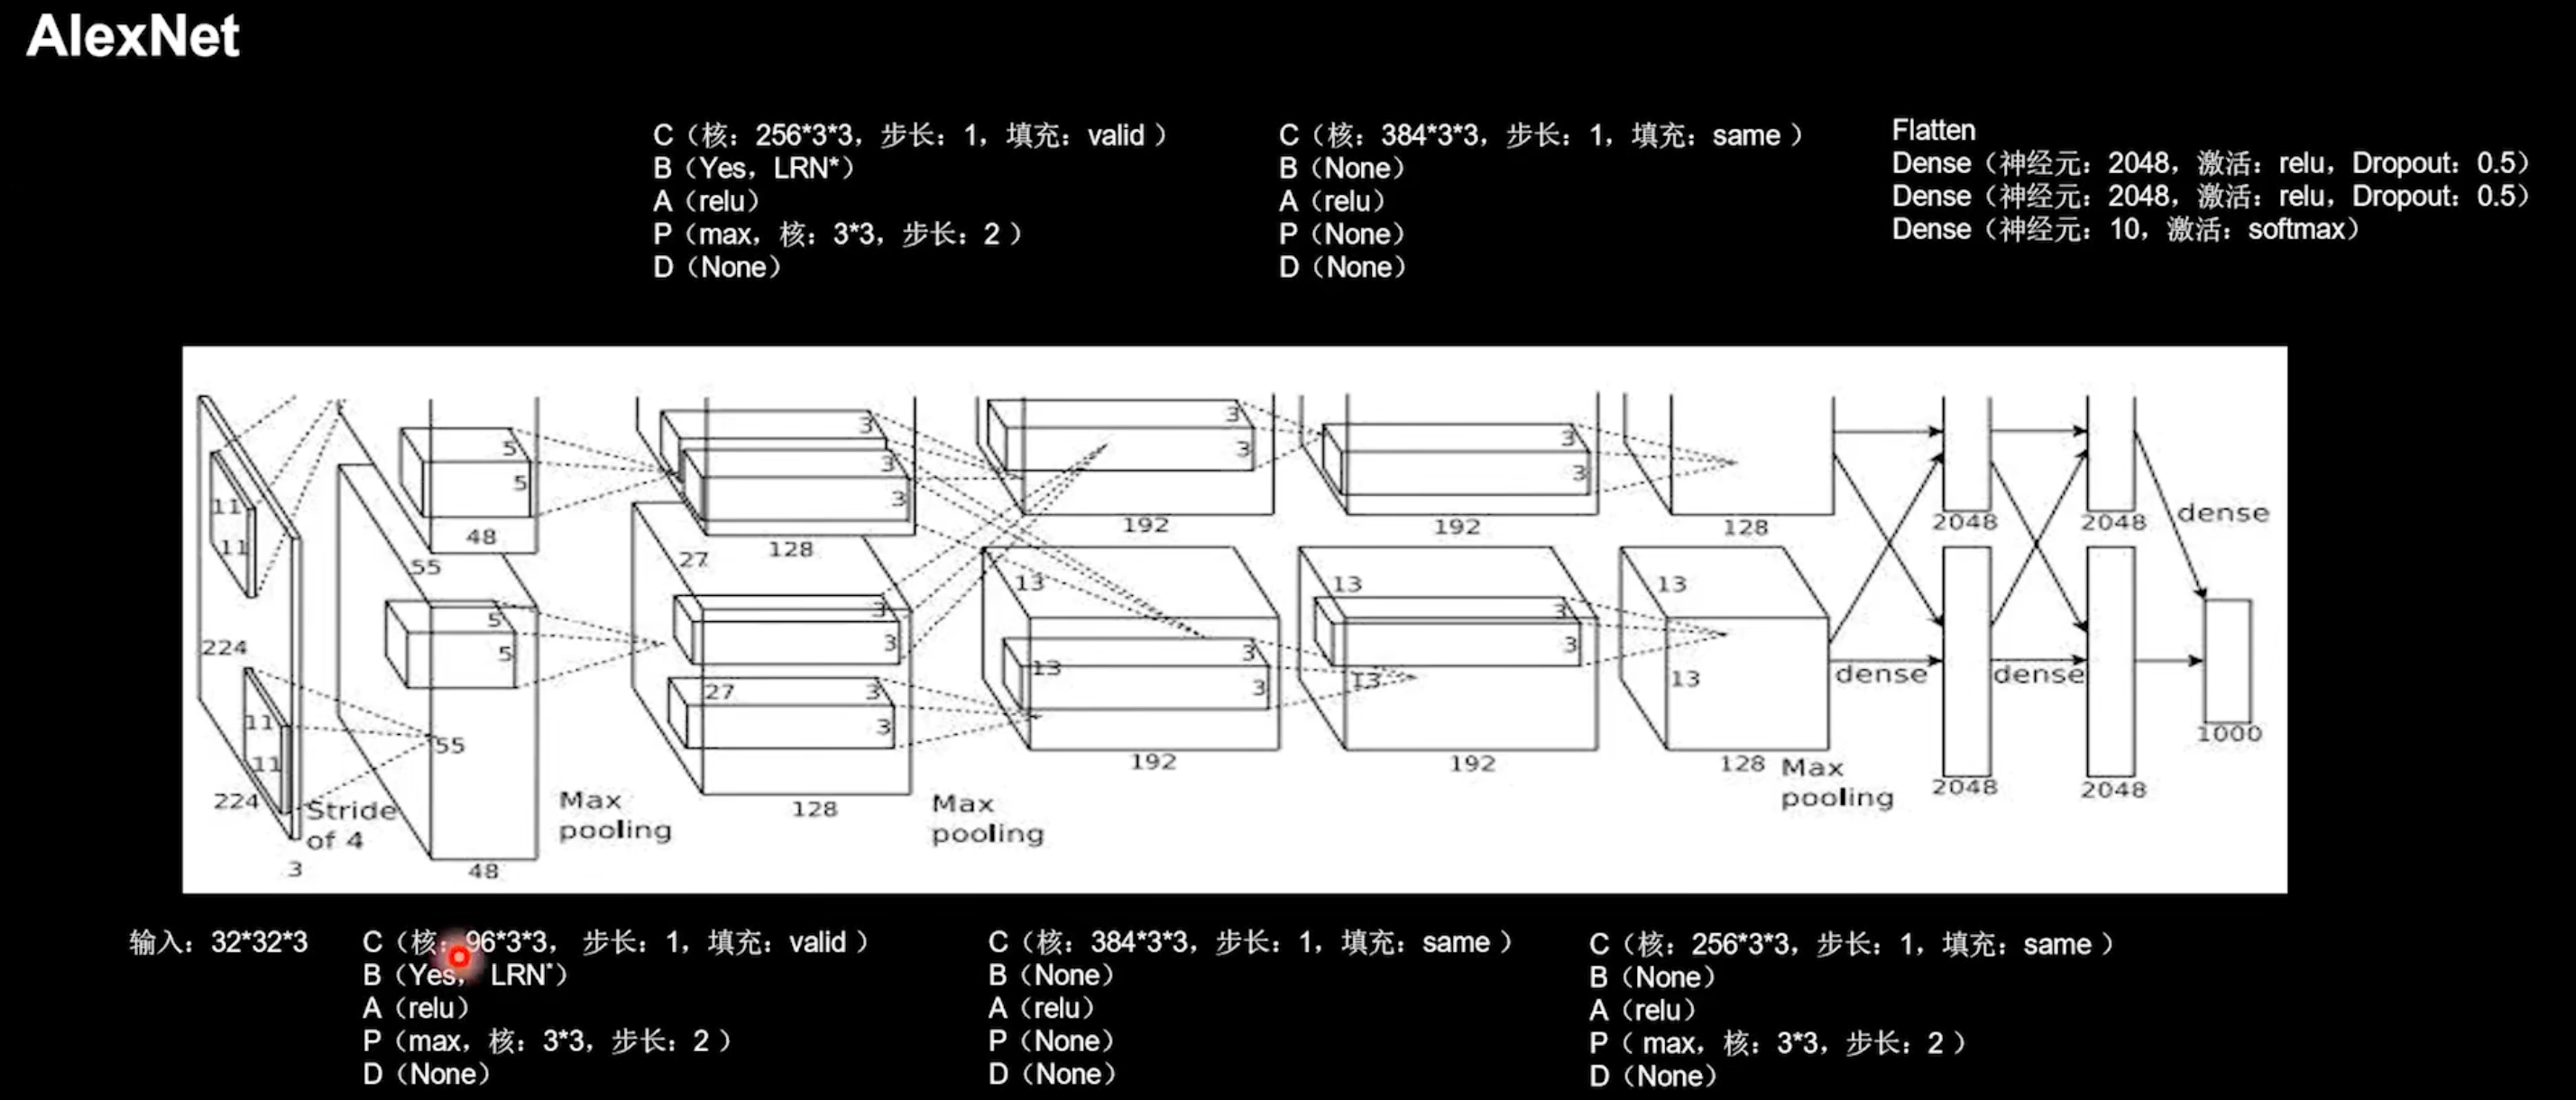 AlexNet
C（核：256*3*3，步长：1，填充：valid ）
B（Yes，LRN*）
A（relu）
P（max，核：3*3，步长：2 ）
D（None）
C（核：384*3*3，步长：1，填充：same ）
B（None）
A（relu）
P（None）
D（None）
Flatten
Dense（神经元：2048，激活：relu，Dropout：0.5）
Dense（神经元：2048，激活：relu，Dropout：0.5）
Dense（神经元：10，激活：softmax）
11
11
224
11
11
224
3
Stride
of 4
5
5
48
55
5
5
55
48
Max
pooling
3
3
3
128
27
3
3
27
3
3
128
Max
pooling
3
3
192
13
3
13
3
192
3
3
192
13
3
3
13
192
128
13
13
128
Max
pooling
dense
2048
2048
dense
2048
2048
dense
1000
输入：32*32*3
C（核：96*3*3， 步长：1，填充：valid ）
B（Yes， LRN*）
A（relu）
P（max，核：3*3，步长：2 ）
D（None）
C（核：384*3*3，步长：1，填充：same ）
B（None）
A（relu）
P（None）
D（None）
C（核：256*3*3，步长：1，填充：same ）
B（None）
A（relu）
P（ max，核：3*3，步长：2 ）
D（None）